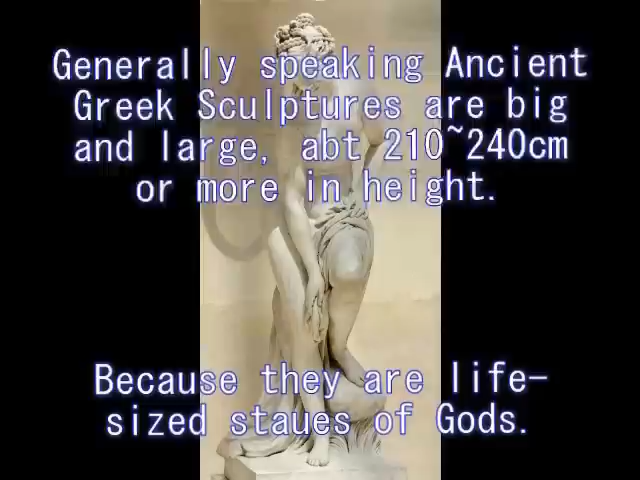 Generally speaking Ancient
Greek Sculptures are big
and large, abt 210~240cm
or more in height.
Because they are life-
sized staues of Gods.